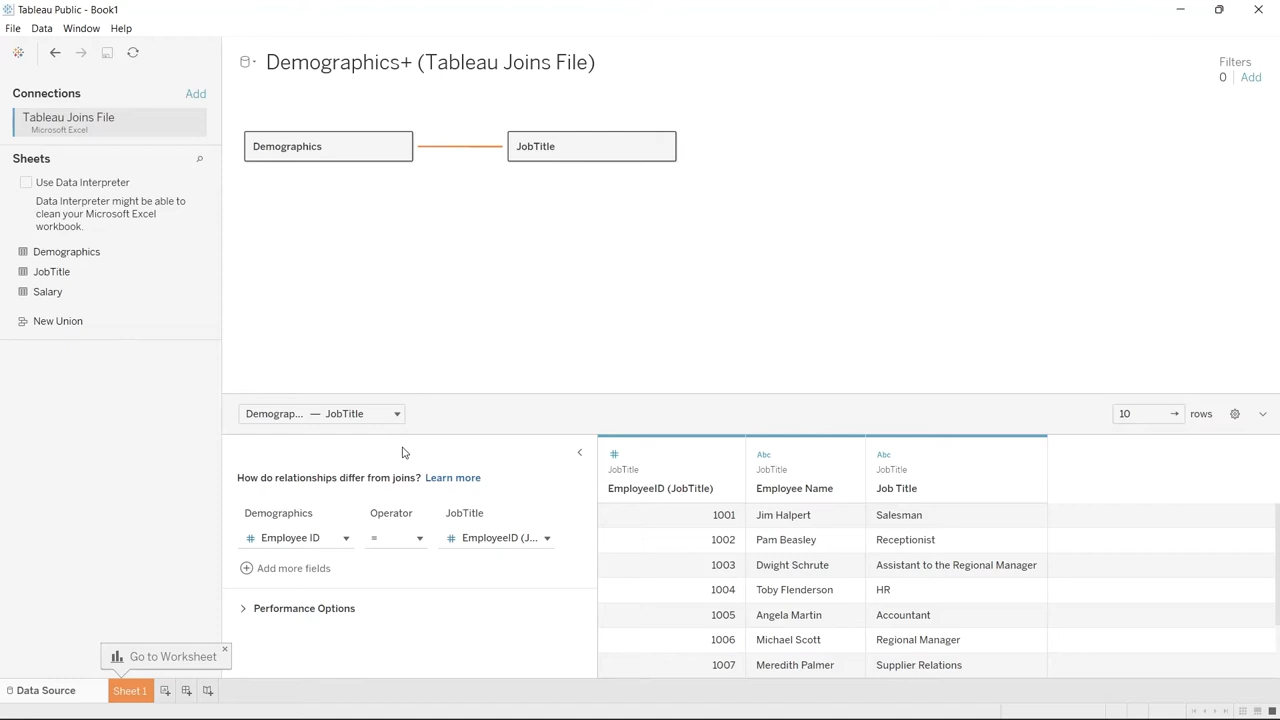 Tableau Public - Book1
File Data Window Help
Connections Add
Tableau Joins File
Microsoft Excel
Sheets
Use Data Interpreter
Data Interpreter might be able to
clean your Microsoft Excel
workbook.
Demographics
JobTitle
Salary
New Union
Demographics+ (Tableau Joins File)
Filters
0 Add
Demographics JobTitle
Demograp... — JobTitle
10 rows
How do relationships differ from joins? Learn more
Demographics Operator JobTitle
# Employee ID = # EmployeeID (J...
Add more fields
Performance Options
# Abc Abc
JobTitle JobTitle JobTitle
EmployeeID (JobTitle) Employee Name Job Title
1001 Jim Halpert Salesman
1002 Pam Beasley Receptionist
1003 Dwight Schrute Assistant to the Regional Manager
1004 Toby Flenderson HR
1005 Angela Martin Accountant
1006 Michael Scott Regional Manager
1007 Meredith Palmer Supplier Relations
Go to Worksheet
Data Source Sheet 1